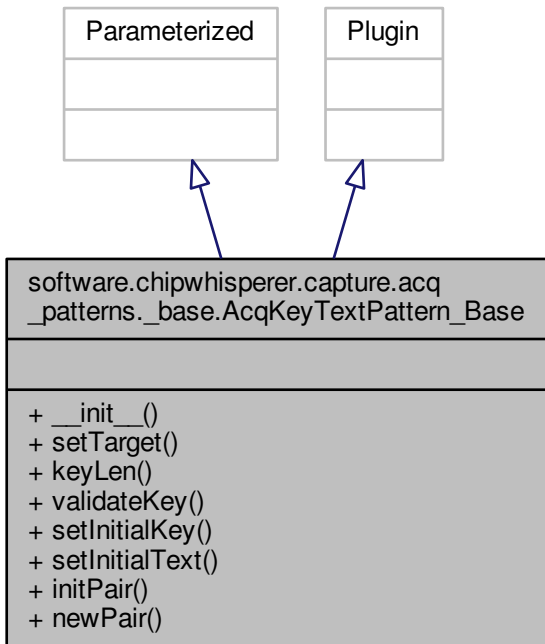 Parameterized
Plugin
software.chipwhisperer.capture.acq
_patterns._base.AcqKeyTextPattern_Base
+ __init__()
+ setTarget()
+ keyLen()
+ validateKey()
+ setInitialKey()
+ setInitialText()
+ initPair()
+ newPair()